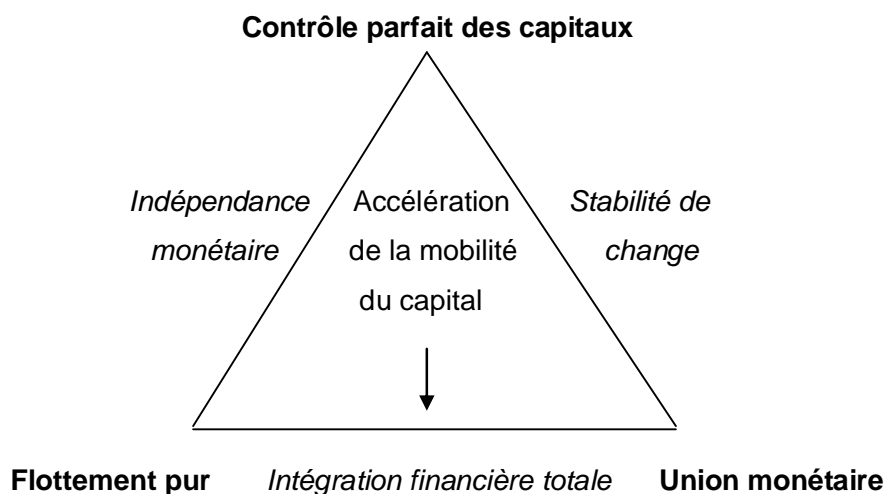 Contrôle parfait des capitaux
Indépendance monétaire
Accélération de la mobilité du capital
Stabilité de change
Flottement pur
Intégration financière totale
Union monétaire